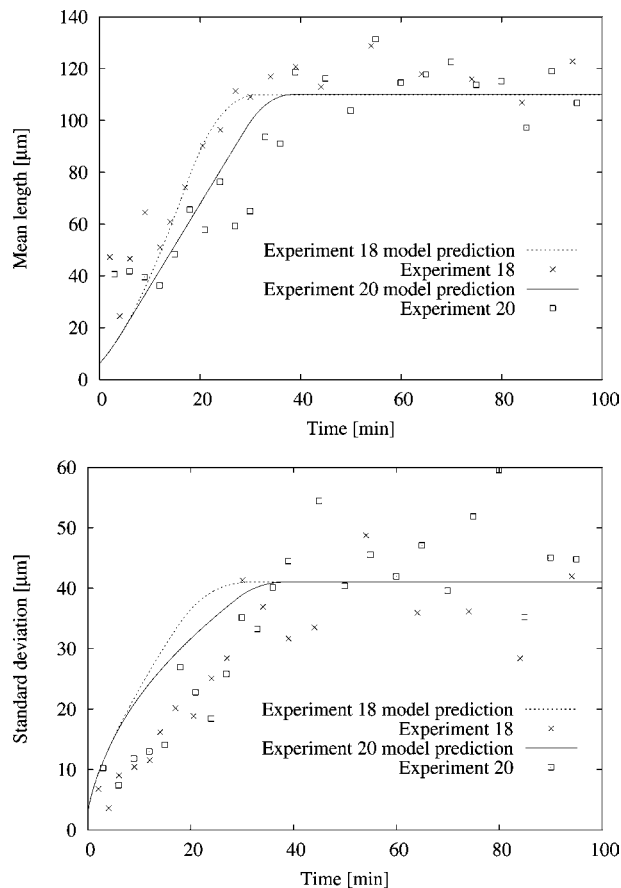 140
120
100
80
60
40
20
0
Mean length [μm]
Experiment 18 model prediction
Experiment 18
Experiment 20 model prediction
Experiment 20
0 20 40 60 80 100
Time [min]
60
50
40
30
20
10
0
Standard deviation [μm]
Experiment 18 model prediction
Experiment 18
Experiment 20 model prediction
Experiment 20
0 20 40 60 80 100
Time [min]